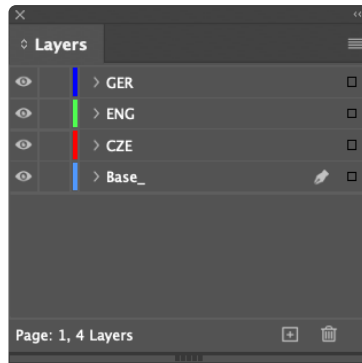 Layers
GER
ENG
CZE
Base_
Page: 1, 4 Layers